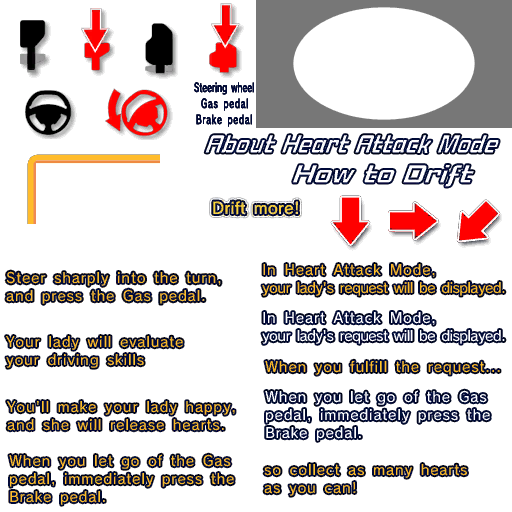 Steering wheel
Gas pedal
Brake pedal
About Heart Attack Mode
How to Drift
Drift more!
Steer sharply into the turn,
and press the Gas pedal.
Your lady will evaluate
your driving skills
You'll make your lady happy,
and she will release hearts.
When you let go of the Gas
pedal, immediately press the
Brake pedal.
In Heart Attack Mode,
your lady's request will be displayed.
In Heart Attack Mode,
your lady's request will be displayed.
When you fulfill the request...
When you let go of the Gas
pedal, immediately press the
Brake pedal.
so collect as many hearts
as you can!